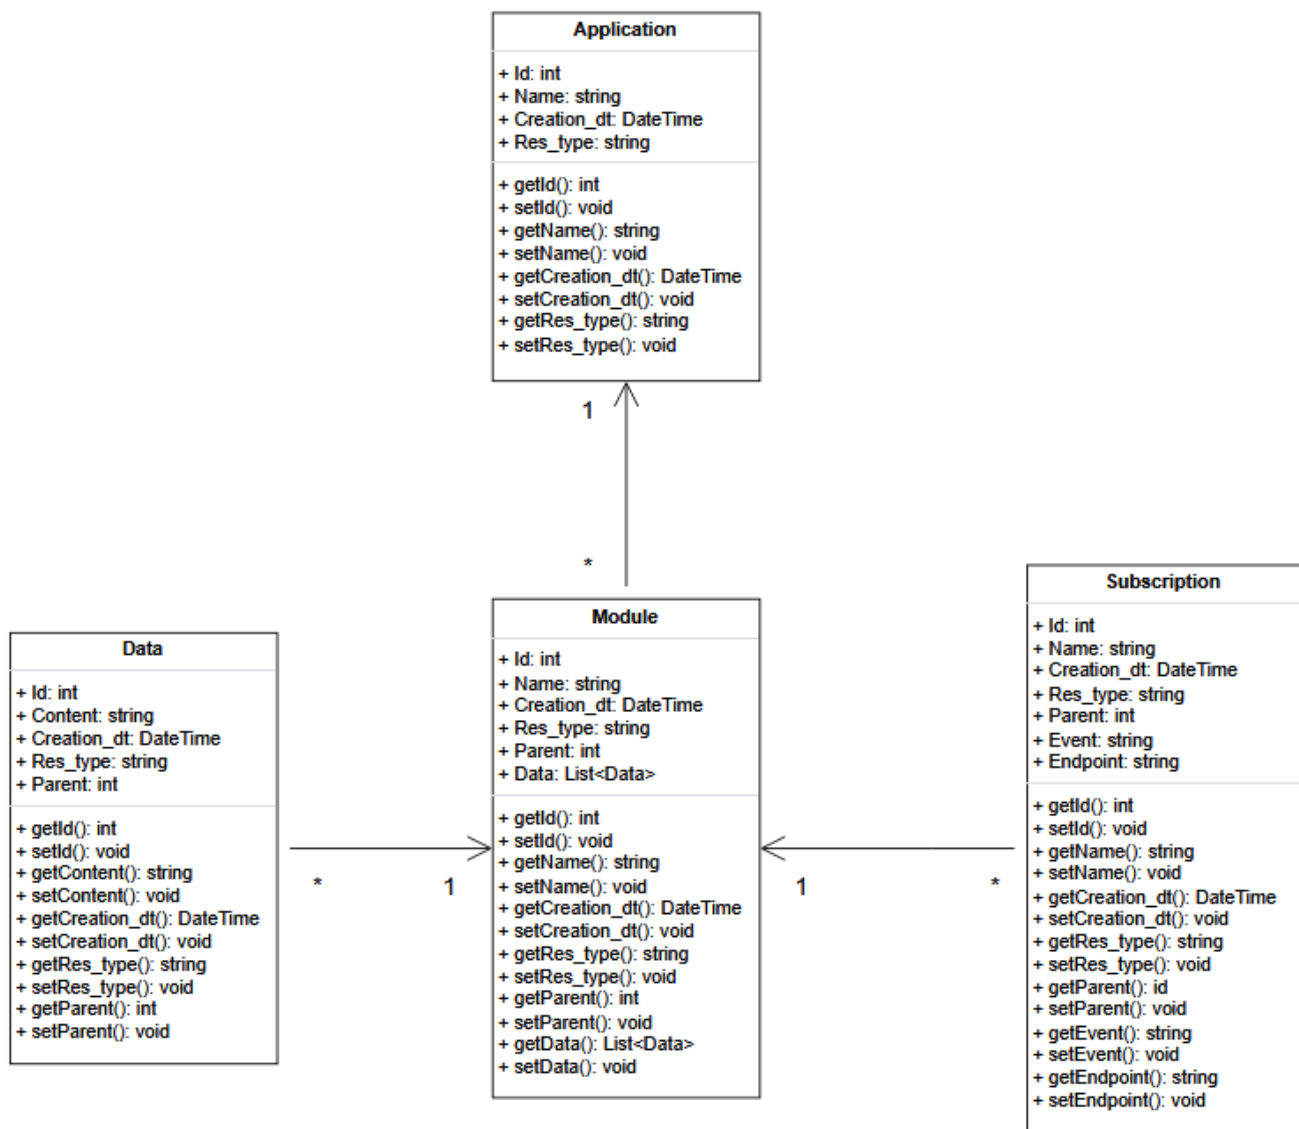 Application
+ Id: int
+ Name: string
+ Creation_dt: DateTime
+ Res_type: string
+ getId(): int
+ setId(): void
+ getName(): string
+ setName(): void
+ getCreation_dt(): DateTime
+ setCreation_dt(): void
+ getRes_type(): string
+ setRes_type(): void
1
*
Data
+ Id: int
+ Content: string
+ Creation_dt: DateTime
+ Res_type: string
+ Parent: int
+ getId(): int
+ setId(): void
+ getContent(): string
+ setContent(): void
+ getCreation_dt(): DateTime
+ setCreation_dt(): void
+ getRes_type(): string
+ setRes_type(): void
+ getParent(): int
+ setParent(): void
*
1
Module
+ Id: int
+ Name: string
+ Creation_dt: DateTime
+ Res_type: string
+ Parent: int
+ Data: List<Data>
+ getId(): int
+ setId(): void
+ getName(): string
+ setName(): void
+ getCreation_dt(): DateTime
+ setCreation_dt(): void
+ getRes_type(): string
+ setRes_type(): void
+ getParent(): int
+ setParent(): void
+ getData(): List<Data>
+ setData(): void
1
*
Subscription
+ Id: int
+ Name: string
+ Creation_dt: DateTime
+ Res_type: string
+ Parent: int
+ Event: string
+ Endpoint: string
+ getId(): int
+ setId(): void
+ getName(): string
+ setName(): void
+ getCreation_dt(): DateTime
+ setCreation_dt(): void
+ getRes_type(): string
+ setRes_type(): void
+ getParent(): id
+ setParent(): void
+ getEvent(): string
+ setEvent(): void
+ getEndpoint(): string
+ setEndpoint(): void